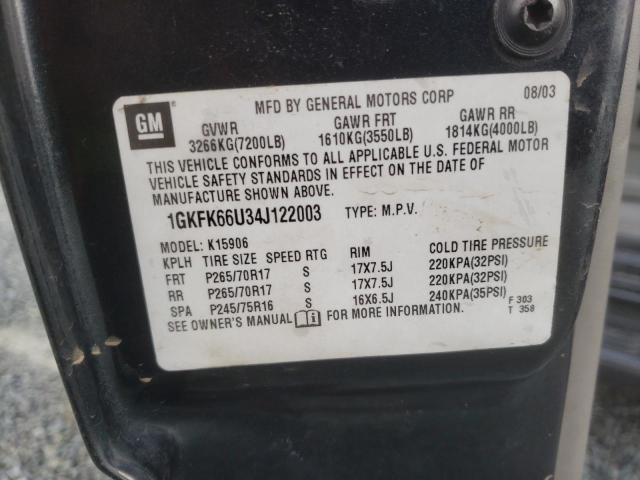 MFD BY GENERAL MOTORS CORP 08/03
GM
GVWR GAWR FRT GAWR RR
3266KG(7200LB) 1610KG(3550LB) 1814KG(4000LB)
THIS VEHICLE CONFORMS TO ALL APPLICABLE U.S. FEDERAL MOTOR
VEHICLE SAFETY STANDARDS IN EFFECT ON THE DATE OF
MANUFACTURE SHOWN ABOVE.
1GKFK66U34J122003 TYPE: M.P.V.
MODEL: K15906
KPLH TIRE SIZE SPEED RTG RIM COLD TIRE PRESSURE
FRT P265/70R17 S 17X7.5J 220KPA(32PSI)
RR P265/70R17 S 17X7.5J 220KPA(32PSI)
SPA P245/75R16 S 16X6.5J 240KPA(35PSI)
SEE OWNER'S MANUAL i FOR MORE INFORMATION.
F 303
T 358